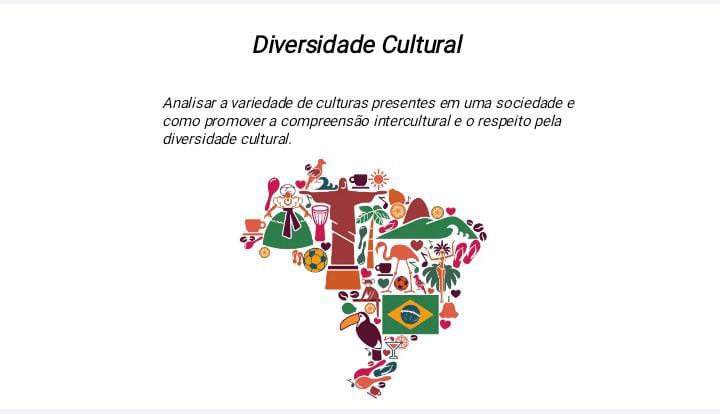 Diversidade Cultural
Analisar a variedade de culturas presentes em uma sociedade e
como promover a compreensão intercultural e o respeito pela
diversidade cultural.